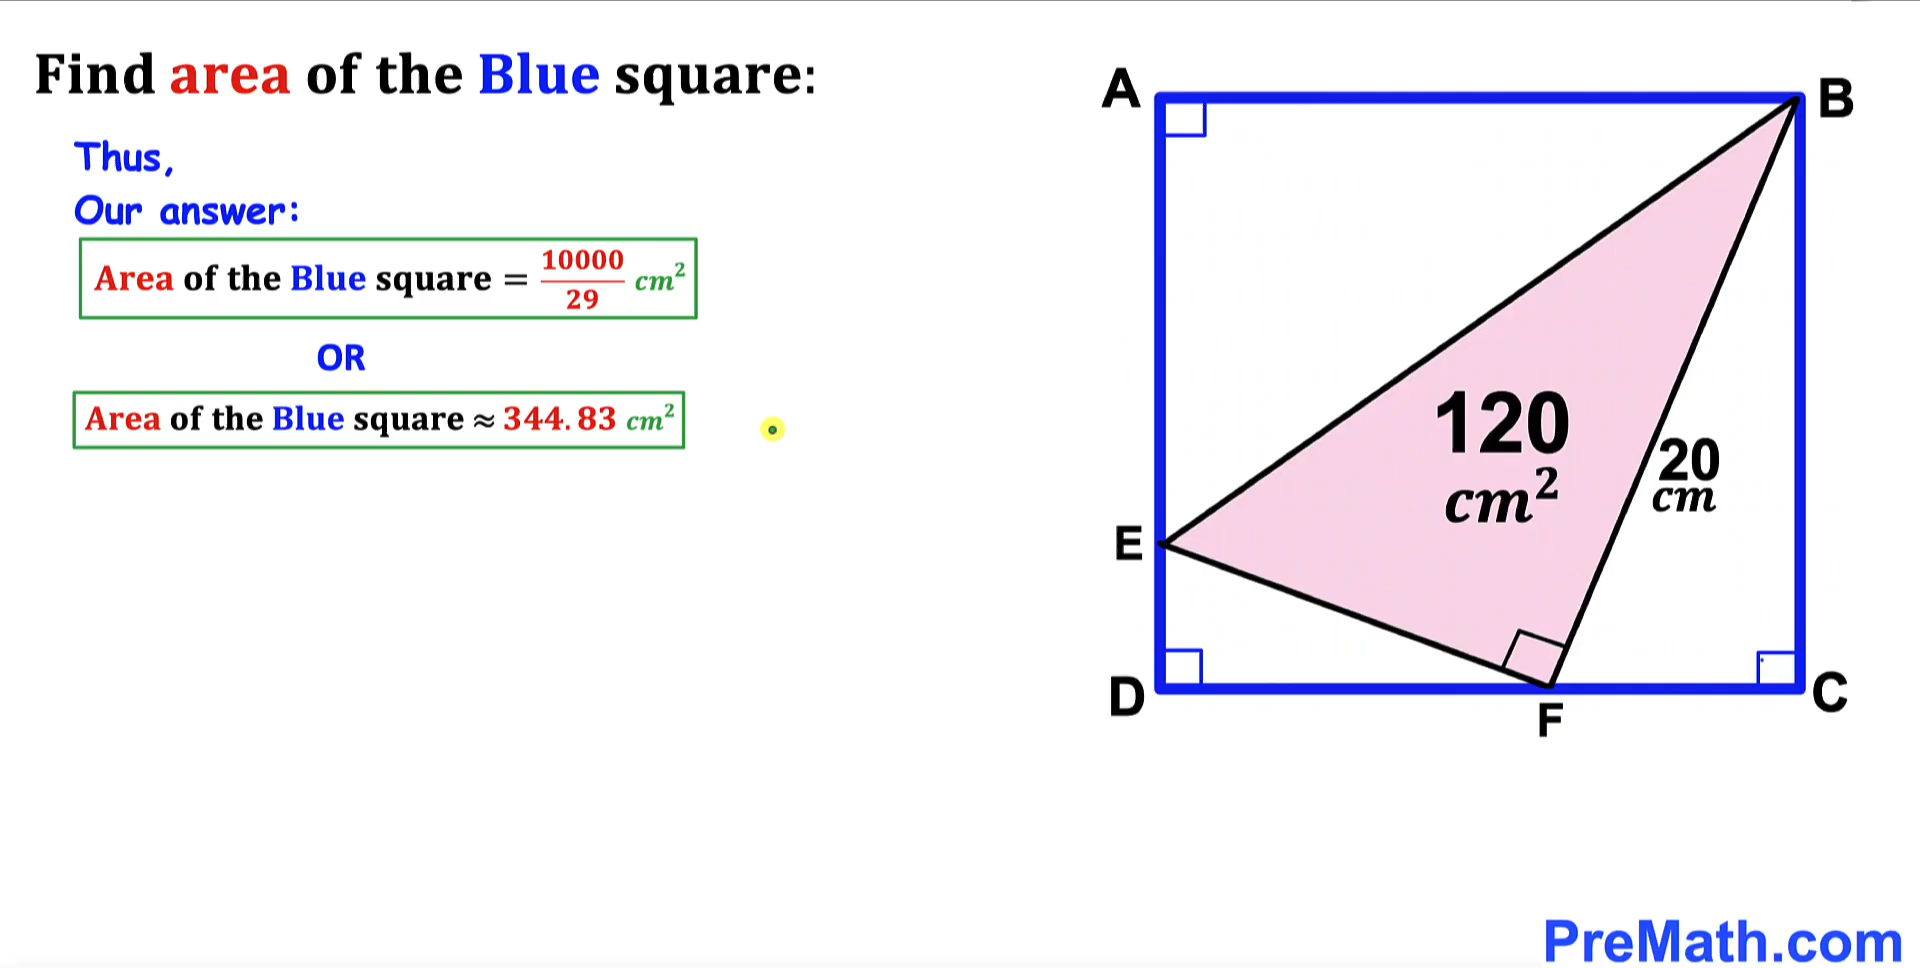 Find area of the Blue square:
Thus,
Our answer:
Area of the Blue square = 10000/29 cm²
OR
Area of the Blue square ≈ 344.83 cm²
A
B
120
cm²
20
cm
E
D
C
F
PreMath.com